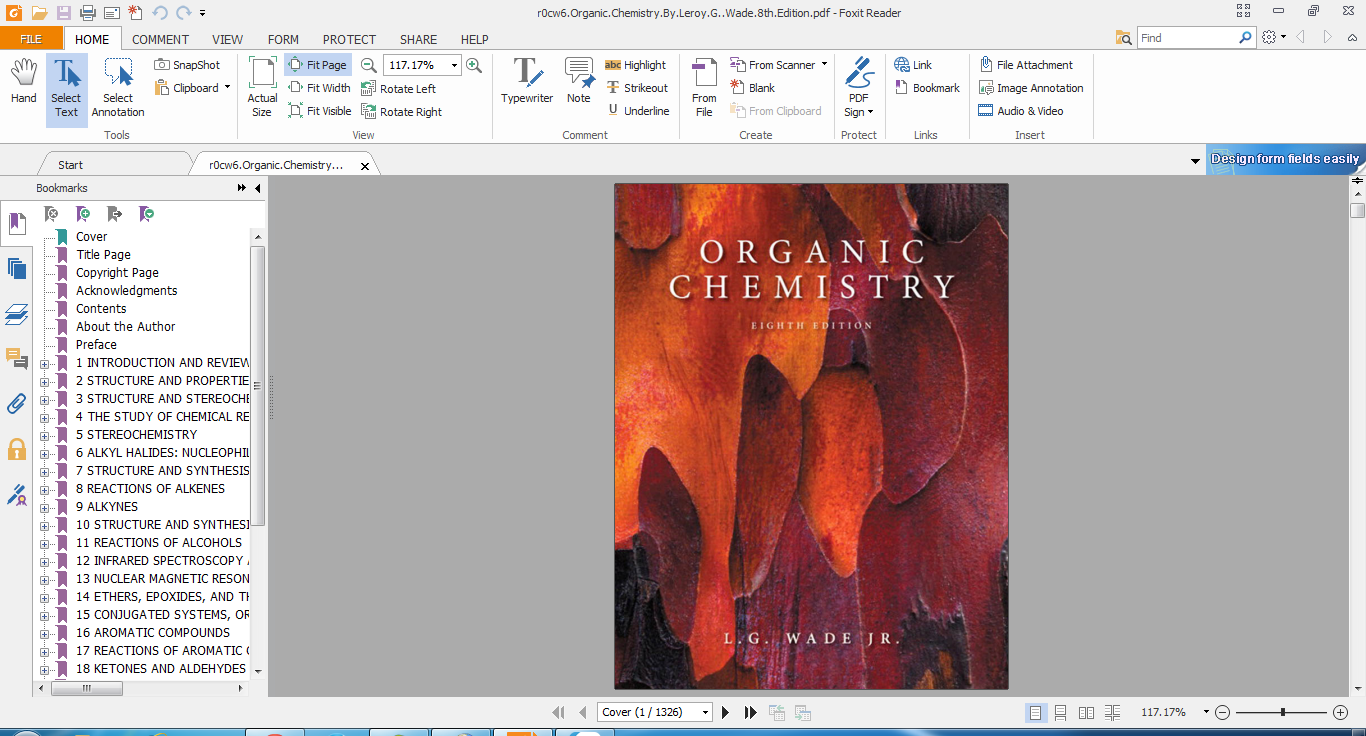 r0cw6.Organic.Chemistry.By.Leroy.G..Wade.8th.Edition.pdf - Foxit Reader
FILE HOME COMMENT VIEW FORM PROTECT SHARE HELP
Find
Hand
Select
Text
Select
Annotation
SnapShot
Clipboard
Tools
Actual
Size
Fit Page
Fit Width
Fit Visible
117.17%
Rotate Left
Rotate Right
View
Typewriter
Note
abc Highlight
T Strikeout
U Underline
Comment
From
File
From Scanner
Blank
From Clipboard
Create
PDF
Sign
Protect
Link
Bookmark
Links
File Attachment
Image Annotation
Audio & Video
Insert
Start
r0cw6.Organic.Chemistry...
Design form fields easily
Bookmarks
Cover
Title Page
Copyright Page
Acknowledgments
Contents
About the Author
Preface
1 INTRODUCTION AND REVIEW
2 STRUCTURE AND PROPERTIE
3 STRUCTURE AND STEREOCHE
4 THE STUDY OF CHEMICAL RE
5 STEREOCHEMISTRY
6 ALKYL HALIDES: NUCLEOPHIL
7 STRUCTURE AND SYNTHESIS
8 REACTIONS OF ALKENES
9 ALKYNES
10 STRUCTURE AND SYNTHESI
11 REACTIONS OF ALCOHOLS
12 INFRARED SPECTROSCOPY
13 NUCLEAR MAGNETIC RESON
14 ETHERS, EPOXIDES, AND TH
15 CONJUGATED SYSTEMS, OR
16 AROMATIC COMPOUNDS
17 REACTIONS OF AROMATIC C
18 KETONES AND ALDEHYDES
ORGANIC
CHEMISTRY
EIGHTH EDITION
L.G. WADE JR.
Cover (1 / 1326)
117.17%